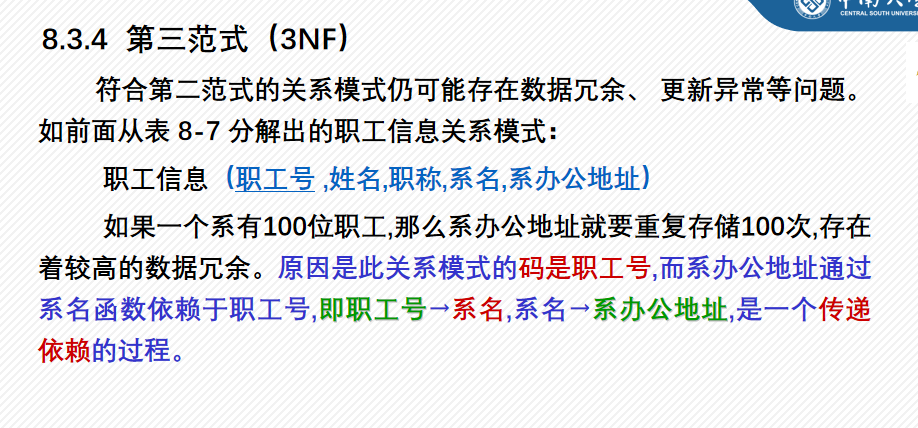 CENTRAL SOUTH UNIVERS
8.3.4 第三范式（3NF）
符合第二范式的关系模式仍可能存在数据冗余、 更新异常等问题。
如前面从表 8-7 分解出的职工信息关系模式：
职工信息（职工号 ,姓名,职称,系名,系办公地址）
如果一个系有100位职工,那么系办公地址就要重复存储100次,存在
着较高的数据冗余。原因是此关系模式的码是职工号,而系办公地址通过
系名函数依赖于职工号,即职工号→系名,系名→系办公地址,是一个传递
依赖的过程。